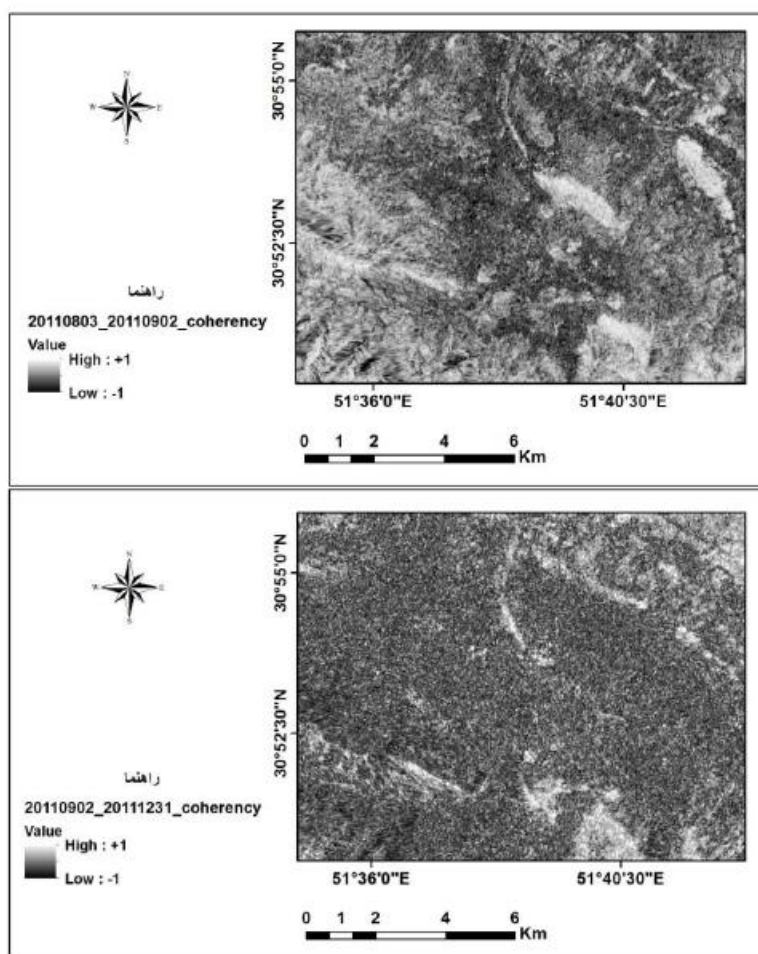 N
W E
S
راهنما
20110803_20110902_coherency
Value
High : +1
Low : -1
30°55'0"N
30°52'30"N
51°36'0"E 51°40'30"E
0 1 2 4 6
Km
N
W E
S
راهنما
20110902_20111231_coherency
Value
High : +1
Low : -1
30°55'0"N
30°52'30"N
51°36'0"E 51°40'30"E
0 1 2 4 6
Km